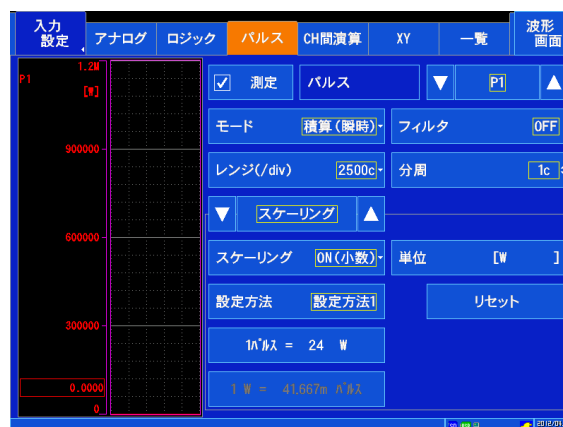 入力設定 アナログ ロジック パルス CH間演算 XY 一覧 波形画面
P1 1.2M
[W]
900000
600000
300000
0.0000
0
測定 パルス P1
モード 積算(瞬時) フィルタ OFF
レンジ(/div) 2500c 分周 1c
スケーリング
スケーリング ON(小数) 単位 [W ]
設定方法 設定方法1 リセット
1パルス = 24 W
1 W = 41.667m パルス